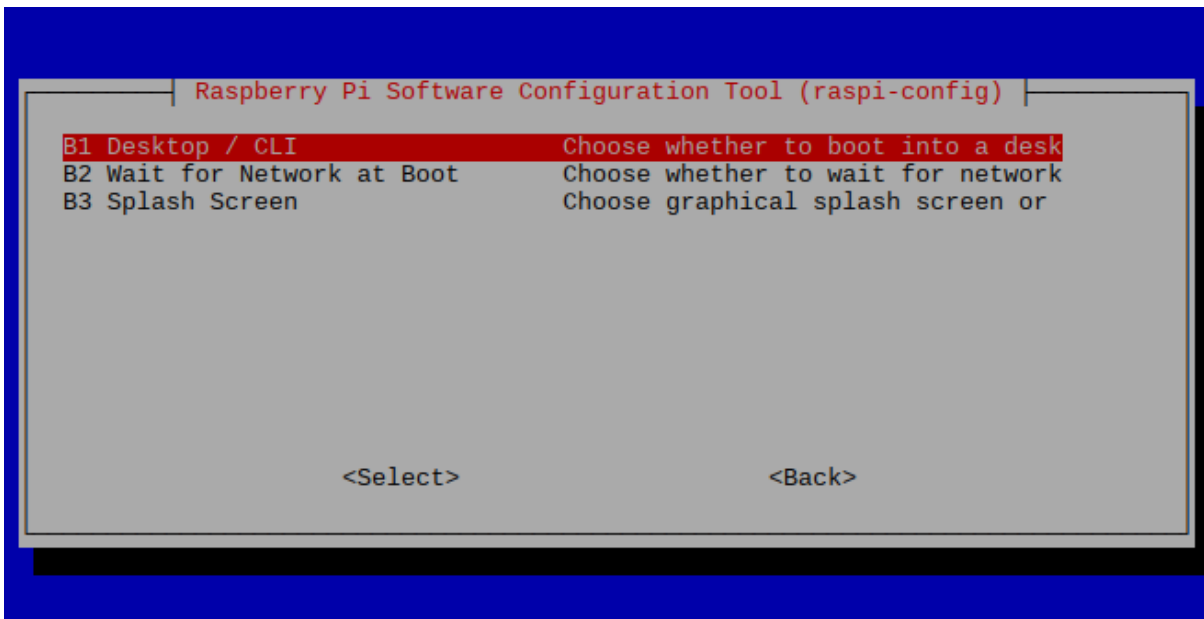 Raspberry Pi Software Configuration Tool (raspi-config)
B1 Desktop / CLI Choose whether to boot into a desk
B2 Wait for Network at Boot Choose whether to wait for network
B3 Splash Screen Choose graphical splash screen or
<Select> <Back>